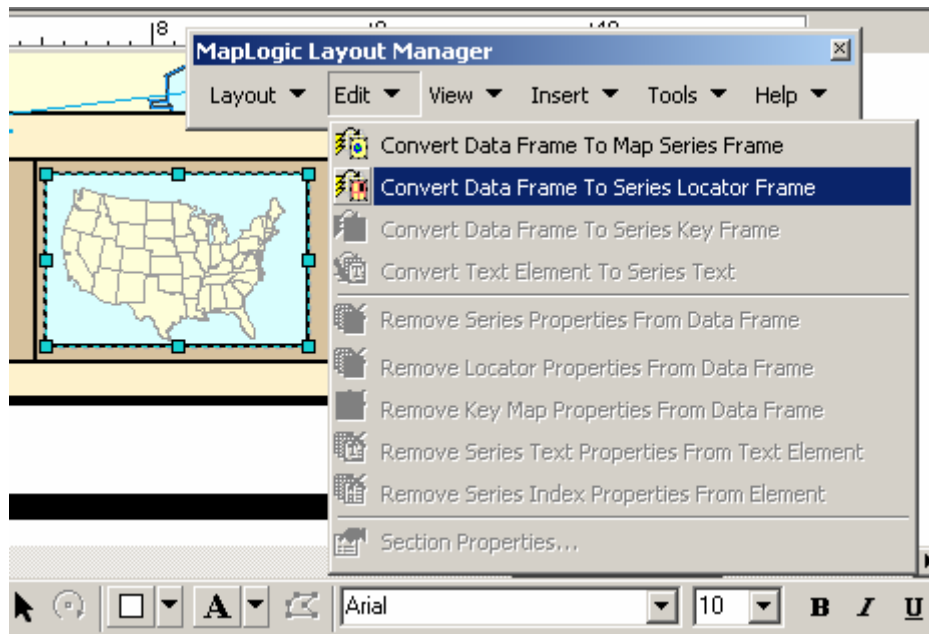 8
MapLogic Layout Manager
Layout Edit View Insert Tools Help
Convert Data Frame To Map Series Frame
Convert Data Frame To Series Locator Frame
Convert Data Frame To Series Key Frame
Convert Text Element To Series Text
Remove Series Properties From Data Frame
Remove Locator Properties From Data Frame
Remove Key Map Properties From Data Frame
Remove Series Text Properties From Text Element
Remove Series Index Properties From Element
Section Properties...
A Arial 10 B I U